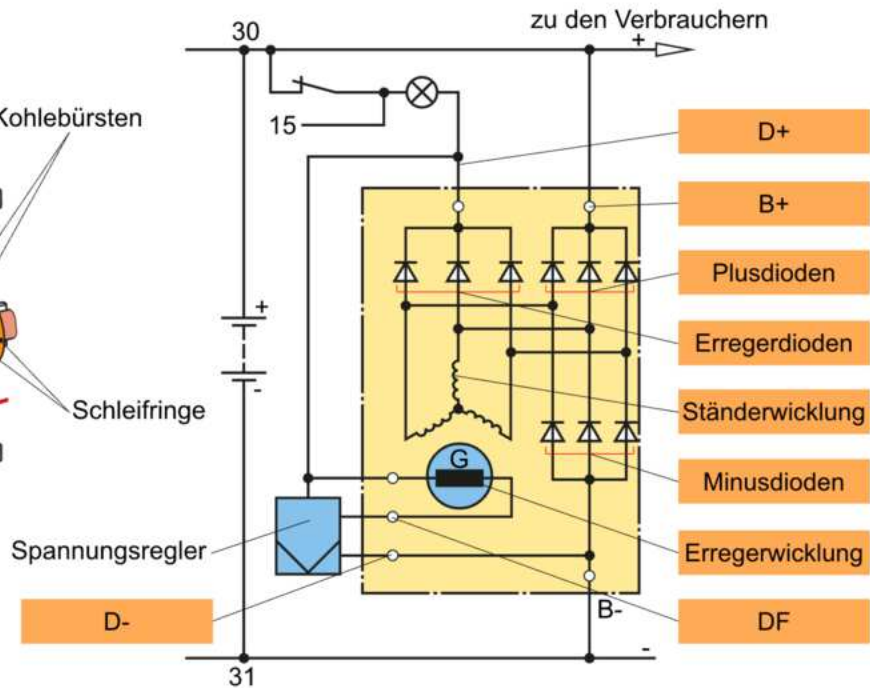 zu den Verbrauchern
30
+
Kohlebürsten
15
D+
B+
Plusdioden
+
Erregerdioden
-
Schleifringe
Ständerwicklung
G
Minusdioden
Spannungsregler
Erregerwicklung
D-
B-
DF
-
31